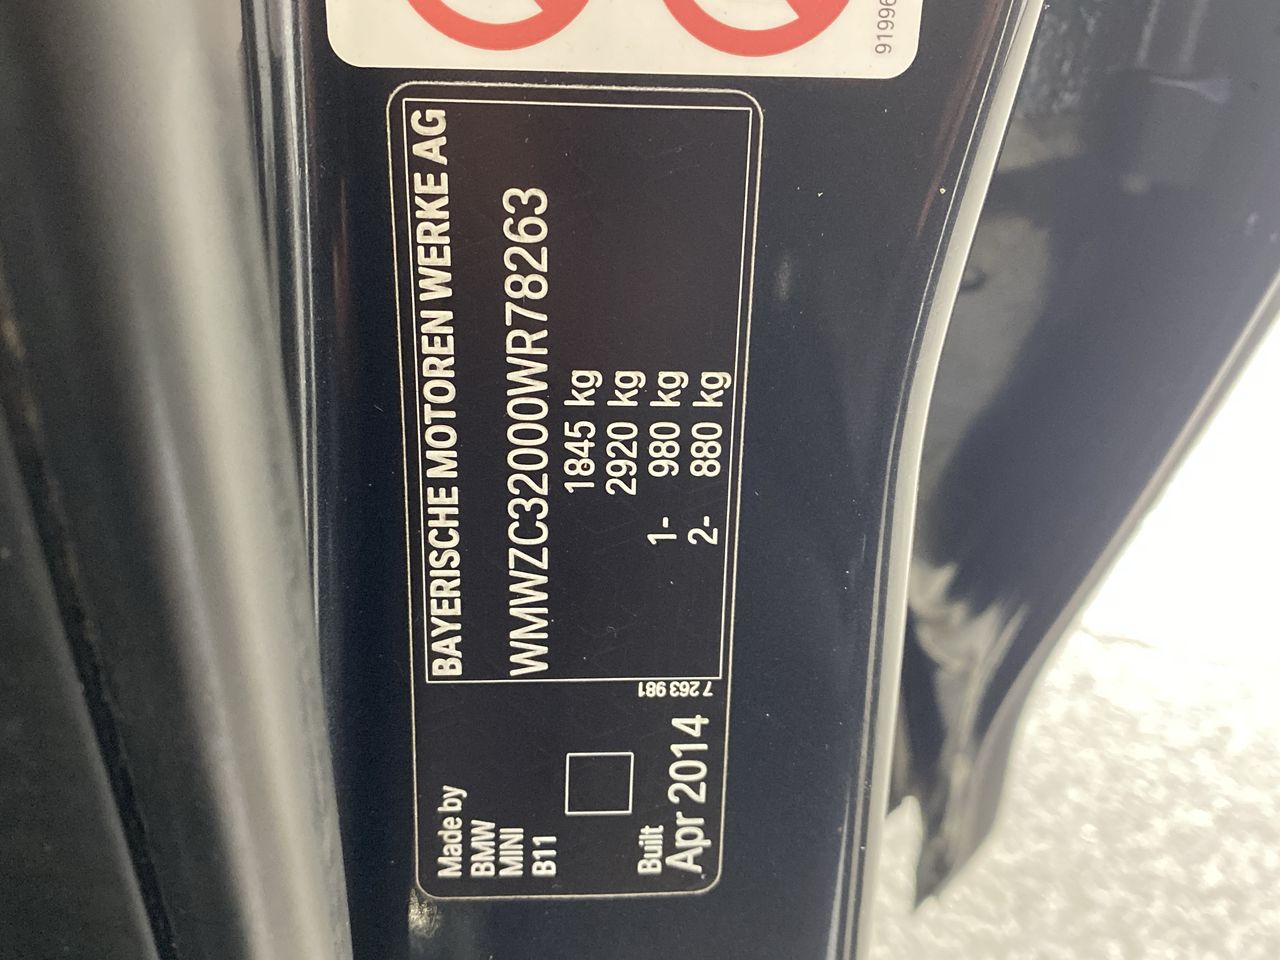 91996
BAYERISCHE MOTOREN WERKE AG
WMWZC32000WR78263
1845 kg
2920 kg
1- 980 kg
2- 880 kg
7 263 981
Made by
BMW
MINI
B11
Built
Apr 2014